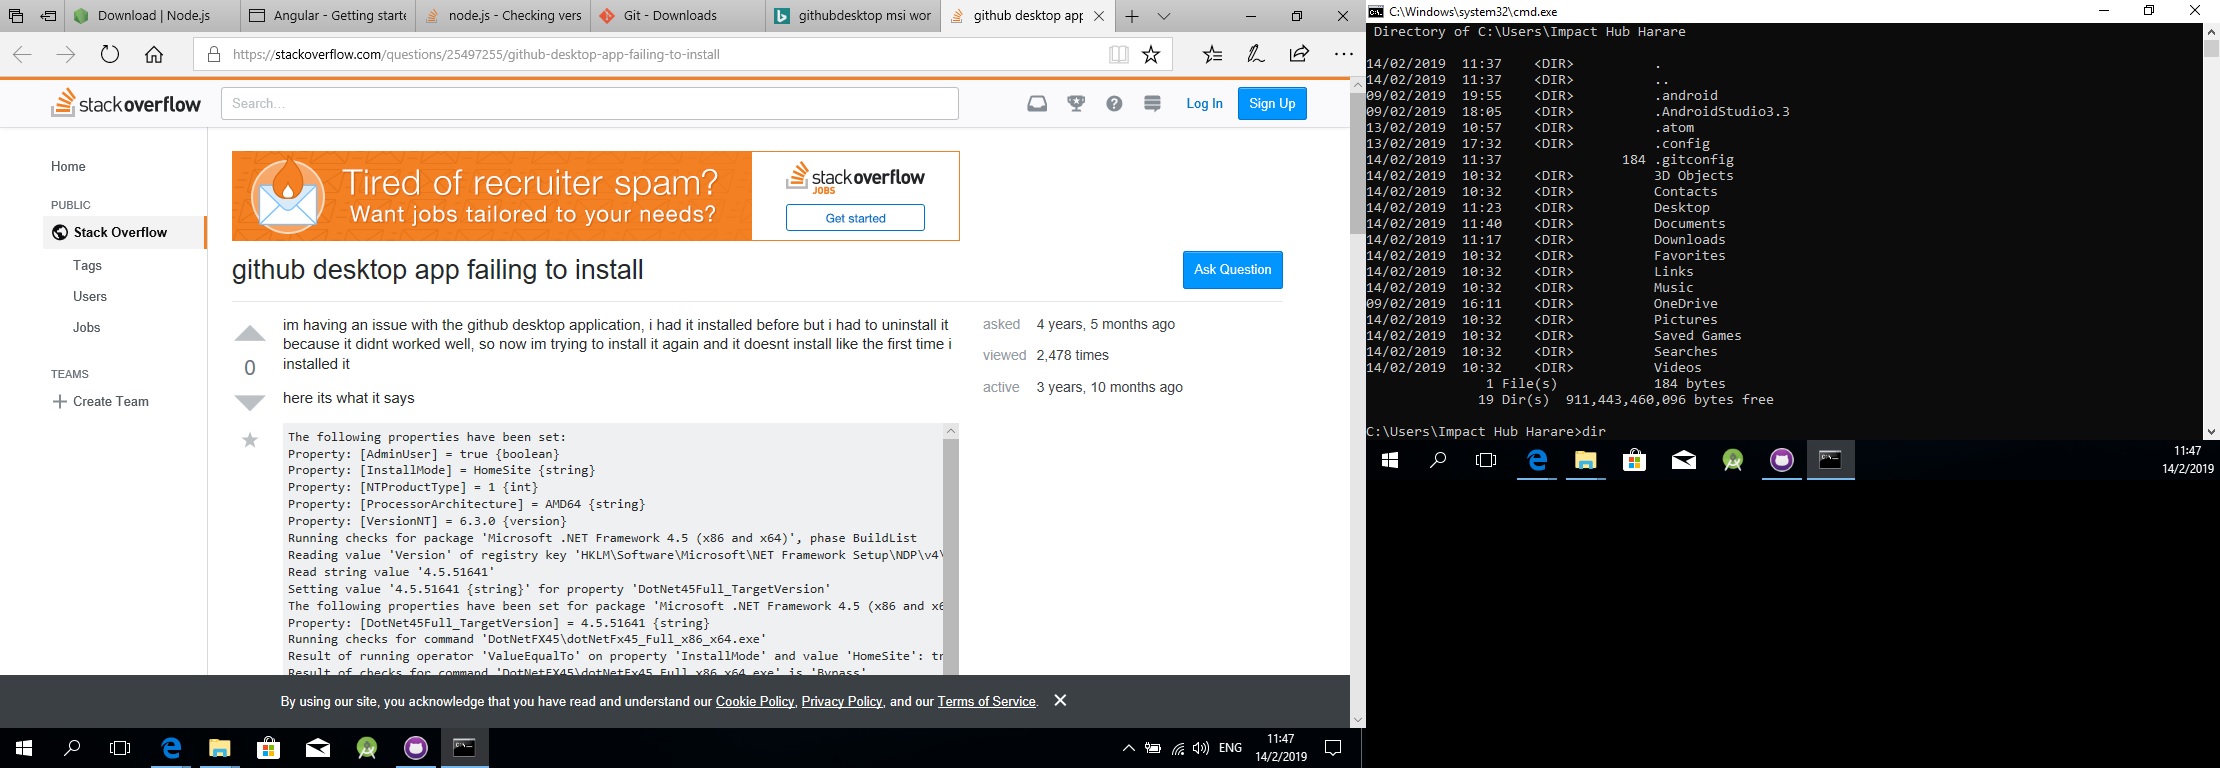 Download | Node.js
Angular - Getting starte
node.js - Checking vers
Git - Downloads
githubdesktop msi wor
github desktop app
https://stackoverflow.com/questions/25497255/github-desktop-app-failing-to-install
stackoverflow
Search...
Log In
Sign Up
Home
PUBLIC
Stack Overflow
Tags
Users
Jobs
TEAMS
Create Team
Tired of recruiter spam?
Want jobs tailored to your needs?
stackoverflow
JOBS
Get started
github desktop app failing to install
Ask Question
0
im having an issue with the github desktop application, i had it installed before but i had to uninstall it
because it didnt worked well, so now im trying to install it again and it doesnt install like the first time i
installed it
here its what it says
asked 4 years, 5 months ago
viewed 2,478 times
active 3 years, 10 months ago
The following properties have been set:
Property: [AdminUser] = true {boolean}
Property: [InstallMode] = HomeSite {string}
Property: [NTProductType] = 1 {int}
Property: [ProcessorArchitecture] = AMD64 {string}
Property: [VersionNT] = 6.3.0 {version}
Running checks for package 'Microsoft .NET Framework 4.5 (x86 and x64)', phase BuildList
Reading value 'Version' of registry key 'HKLM\Software\Microsoft\NET Framework Setup\NDP\v4\
Read string value '4.5.51641'
Setting value '4.5.51641 {string}' for property 'DotNet45Full_TargetVersion'
The following properties have been set for package 'Microsoft .NET Framework 4.5 (x86 and x6
Property: [DotNet45Full_TargetVersion] = 4.5.51641 {string}
Running checks for command 'DotNetFX45\dotNetFx45_Full_x86_x64.exe'
Result of running operator 'ValueEqualTo' on property 'InstallMode' and value 'HomeSite': tr
Result of checks for command 'DotNetFX45\dotNetFx45_Full_x86_x64.exe' is 'Bypass'
By using our site, you acknowledge that you have read and understand our Cookie Policy, Privacy Policy, and our Terms of Service.
ENG
11:47
14/2/2019
C:\Windows\system32\cmd.exe
Directory of C:\Users\Impact Hub Harare
14/02/2019 11:37 <DIR> .
14/02/2019 11:37 <DIR> ..
09/02/2019 19:55 <DIR> .android
09/02/2019 18:05 <DIR> .AndroidStudio3.3
13/02/2019 10:57 <DIR> .atom
13/02/2019 17:32 <DIR> .config
14/02/2019 11:37 184 .gitconfig
14/02/2019 10:32 <DIR> 3D Objects
14/02/2019 10:32 <DIR> Contacts
14/02/2019 11:23 <DIR> Desktop
14/02/2019 11:40 <DIR> Documents
14/02/2019 11:17 <DIR> Downloads
14/02/2019 10:32 <DIR> Favorites
14/02/2019 10:32 <DIR> Links
14/02/2019 10:32 <DIR> Music
09/02/2019 16:11 <DIR> OneDrive
14/02/2019 10:32 <DIR> Pictures
14/02/2019 10:32 <DIR> Saved Games
14/02/2019 10:32 <DIR> Searches
14/02/2019 10:32 <DIR> Videos
1 File(s) 184 bytes
19 Dir(s) 911,443,460,096 bytes free
C:\Users\Impact Hub Harare>dir
11:47
14/2/2019